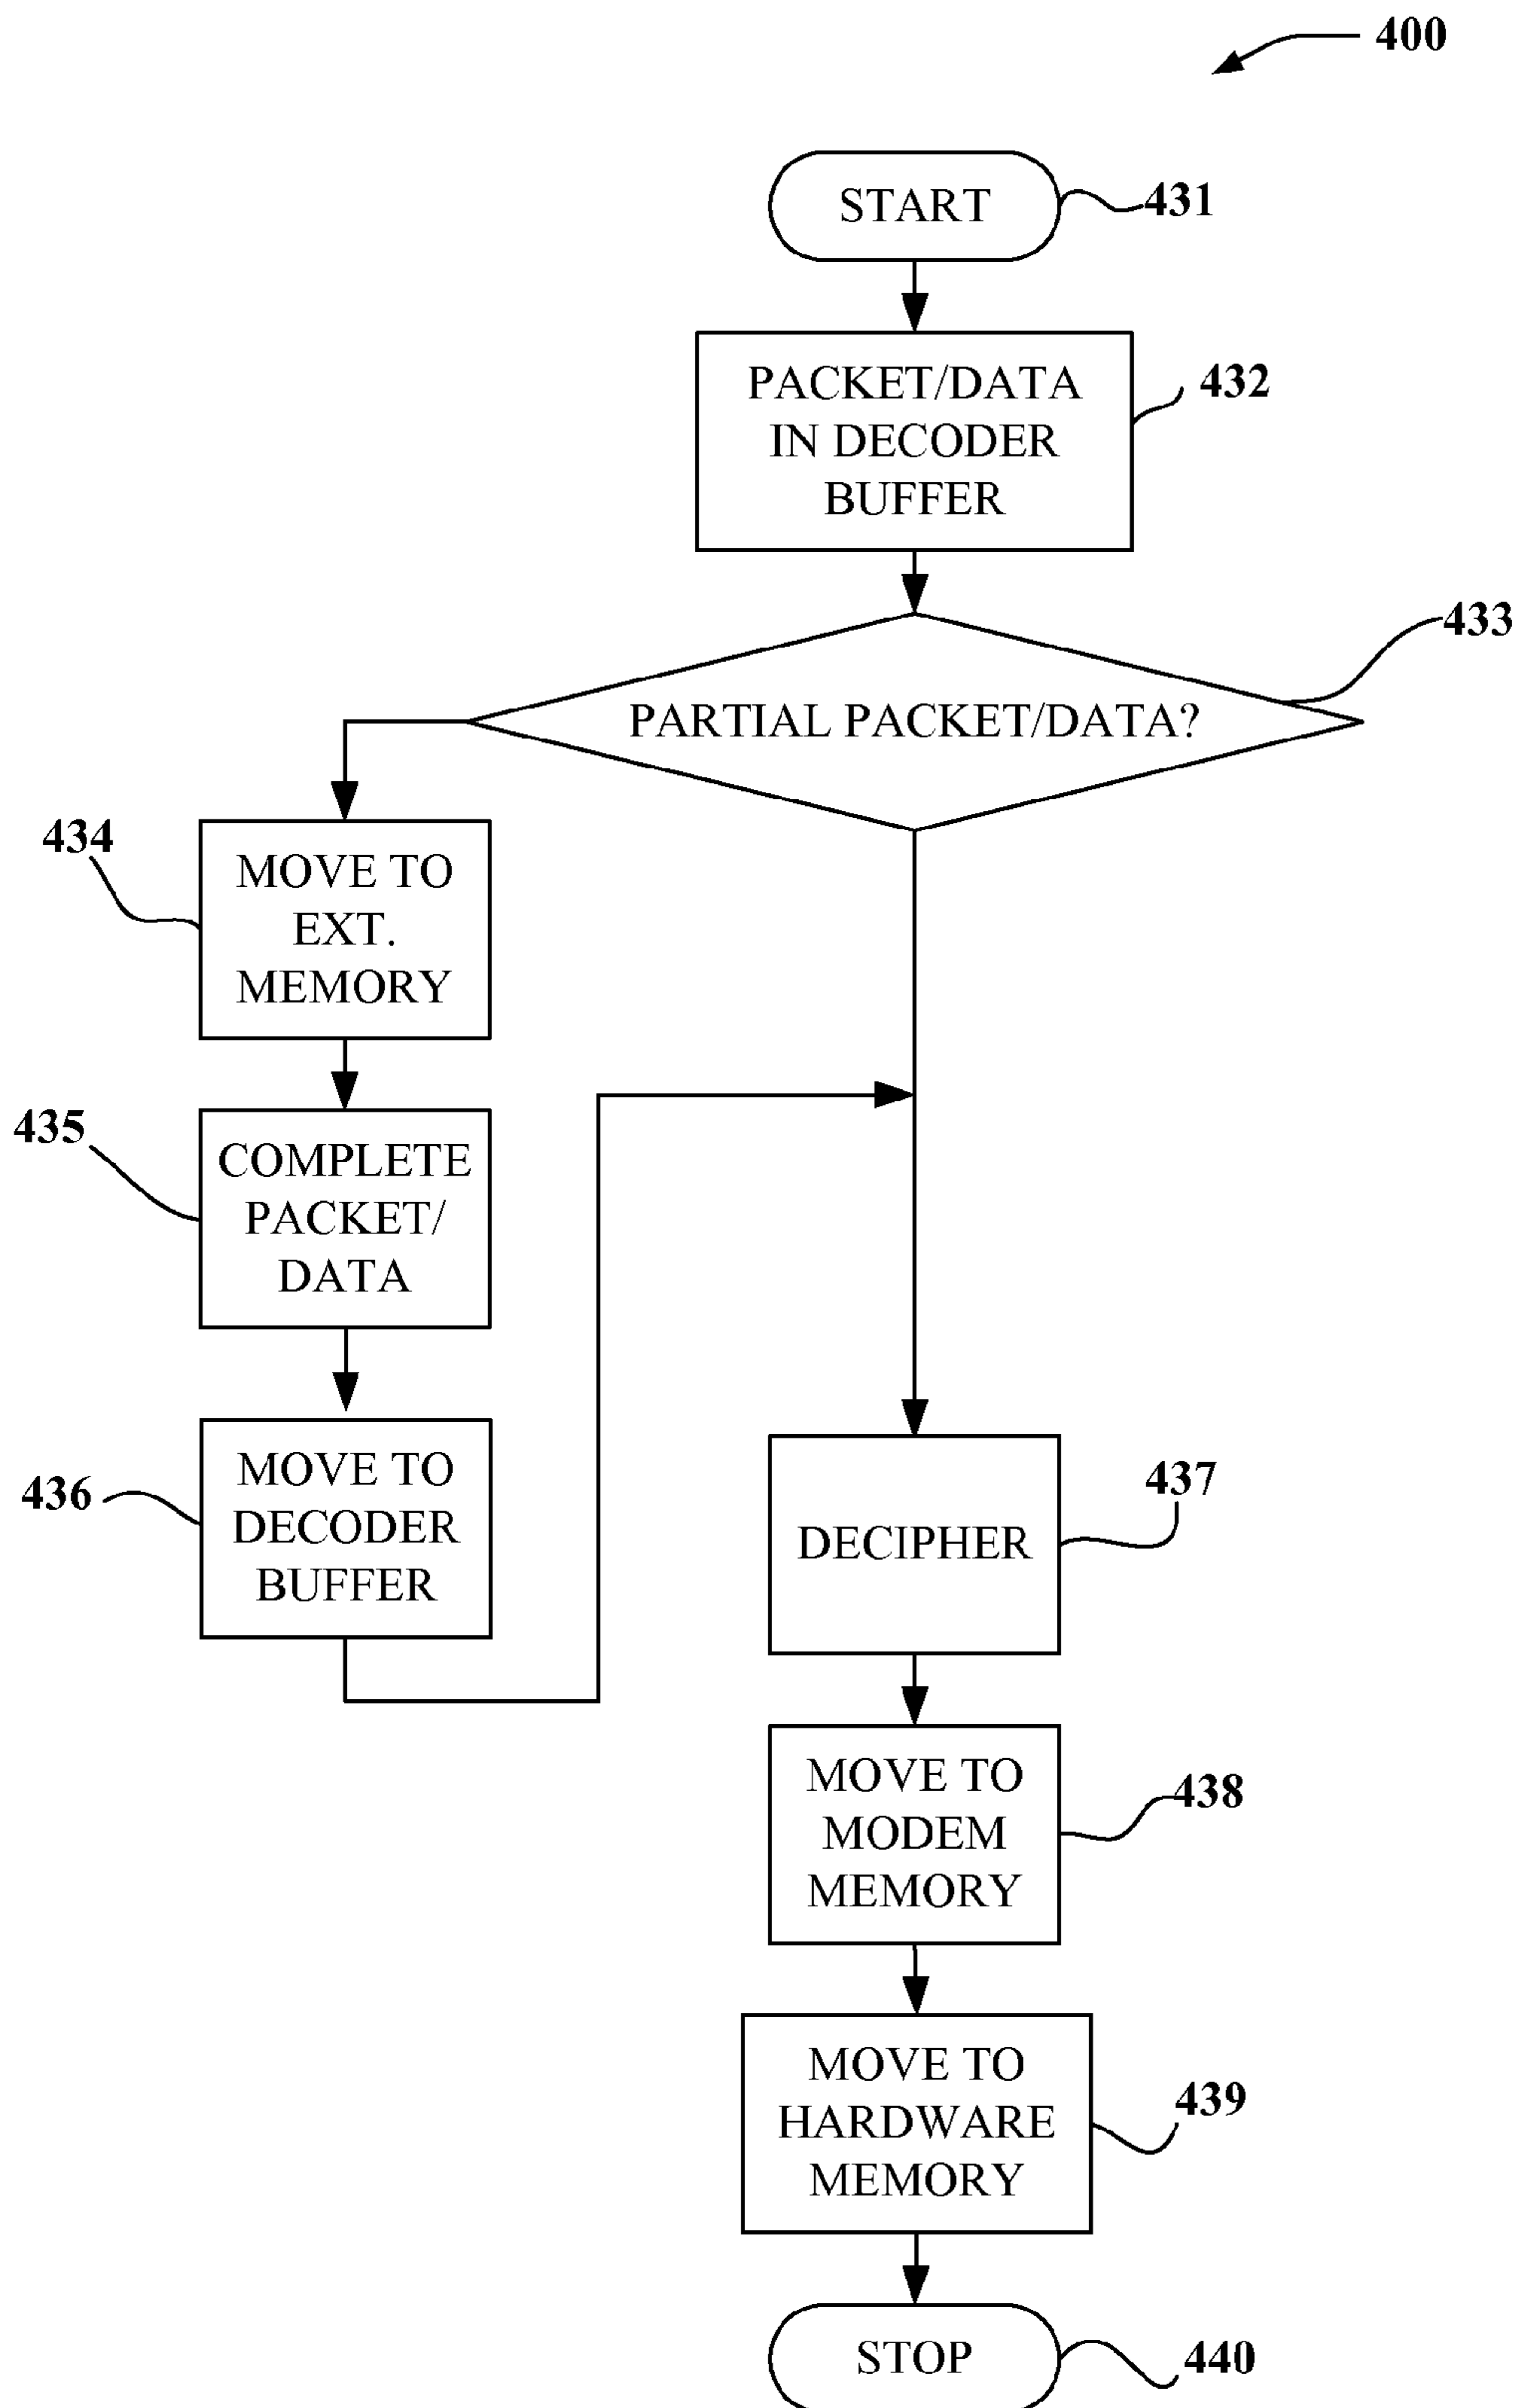 400
START
431
PACKET/DATA
IN DECODER
BUFFER
432
433
PARTIAL PACKET/DATA?
434
MOVE TO
EXT.
MEMORY
435
COMPLETE
PACKET/
DATA
436
MOVE TO
DECODER
BUFFER
437
DECIPHER
MOVE TO
MODEM
MEMORY
438
MOVE TO
HARDWARE
MEMORY
439
STOP
440